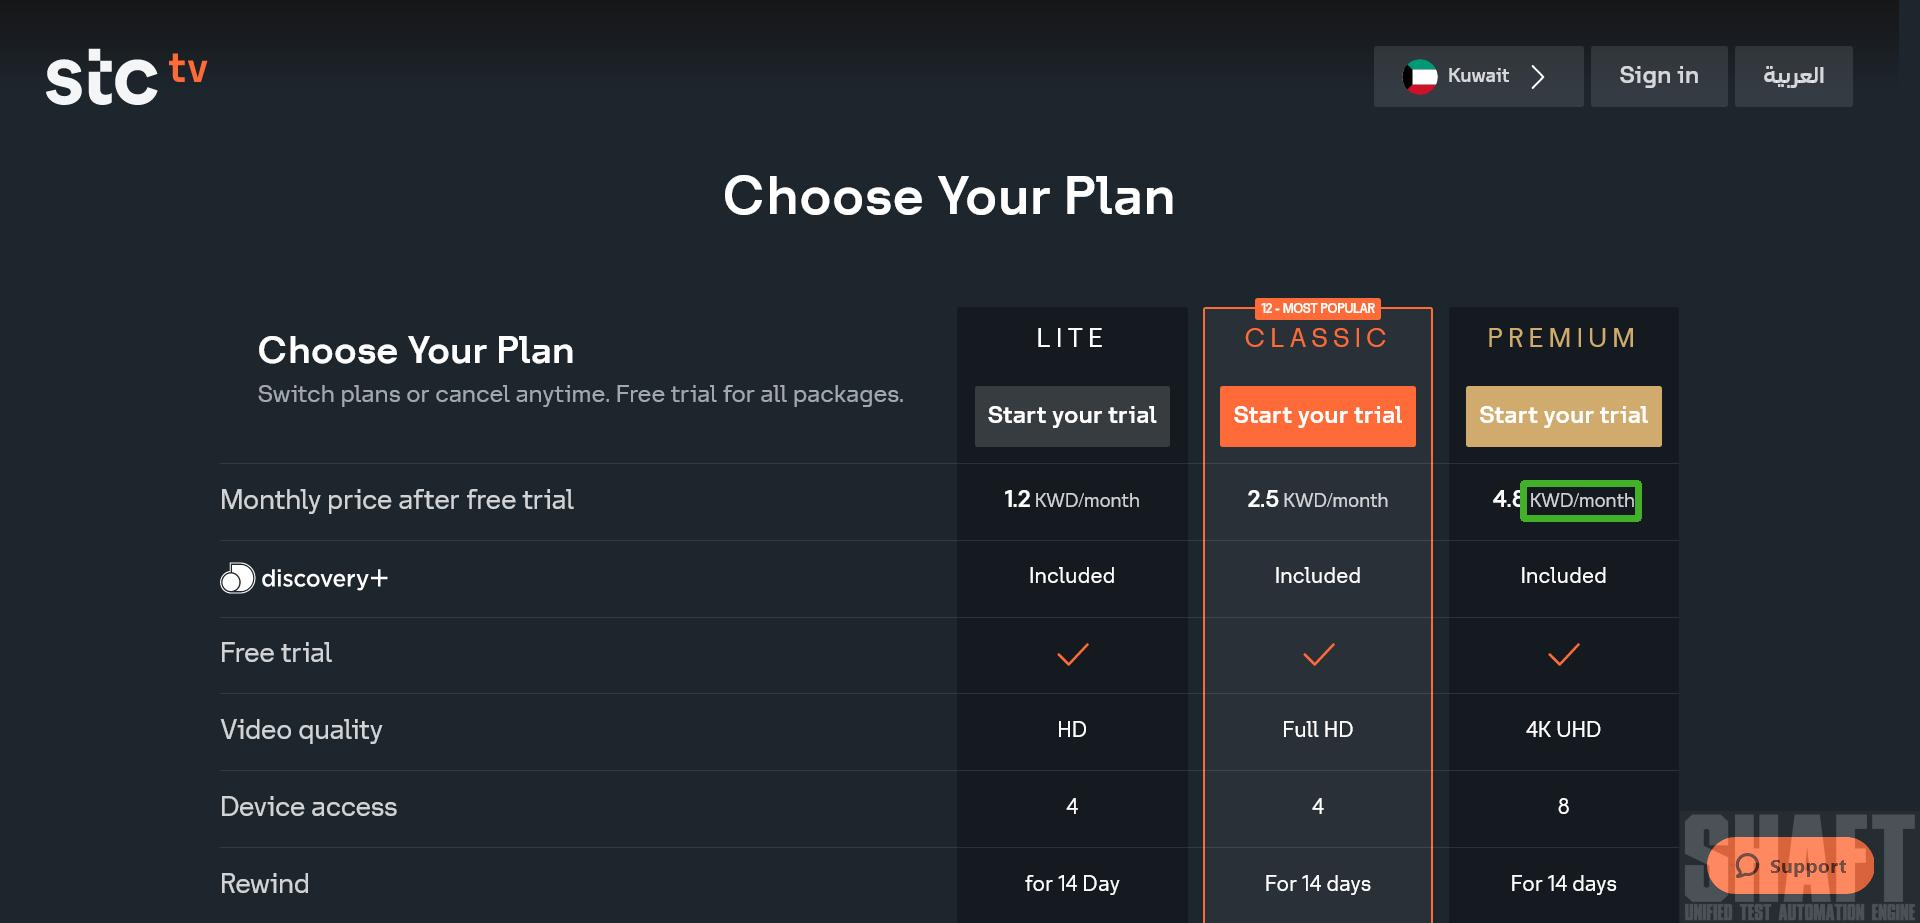 stc tv
Kuwait
Sign in
العربية
Choose Your Plan
12 - MOST POPULAR
Choose Your Plan
Switch plans or cancel anytime. Free trial for all packages.
LITE CLASSIC PREMIUM
Start your trial Start your trial Start your trial
Monthly price after free trial 1.2 KWD/month 2.5 KWD/month 4.8 KWD/month
discovery+ Included Included Included
Free trial
Video quality HD Full HD 4K UHD
Device access 4 4 8
Rewind for 14 Day For 14 days For 14 days
SHAFT
Support
UNIFIED TEST AUTOMATION ENGINE